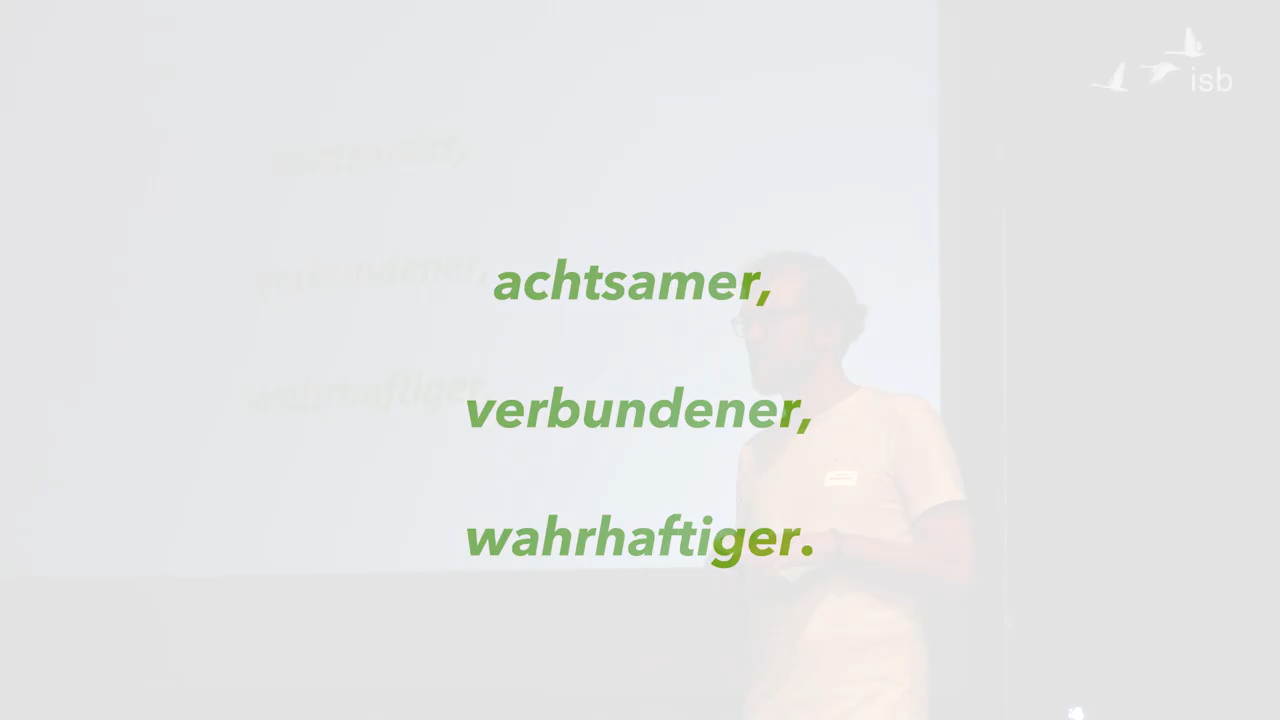 isb
achtsamer,
verbundener,
wahrhaftiger.